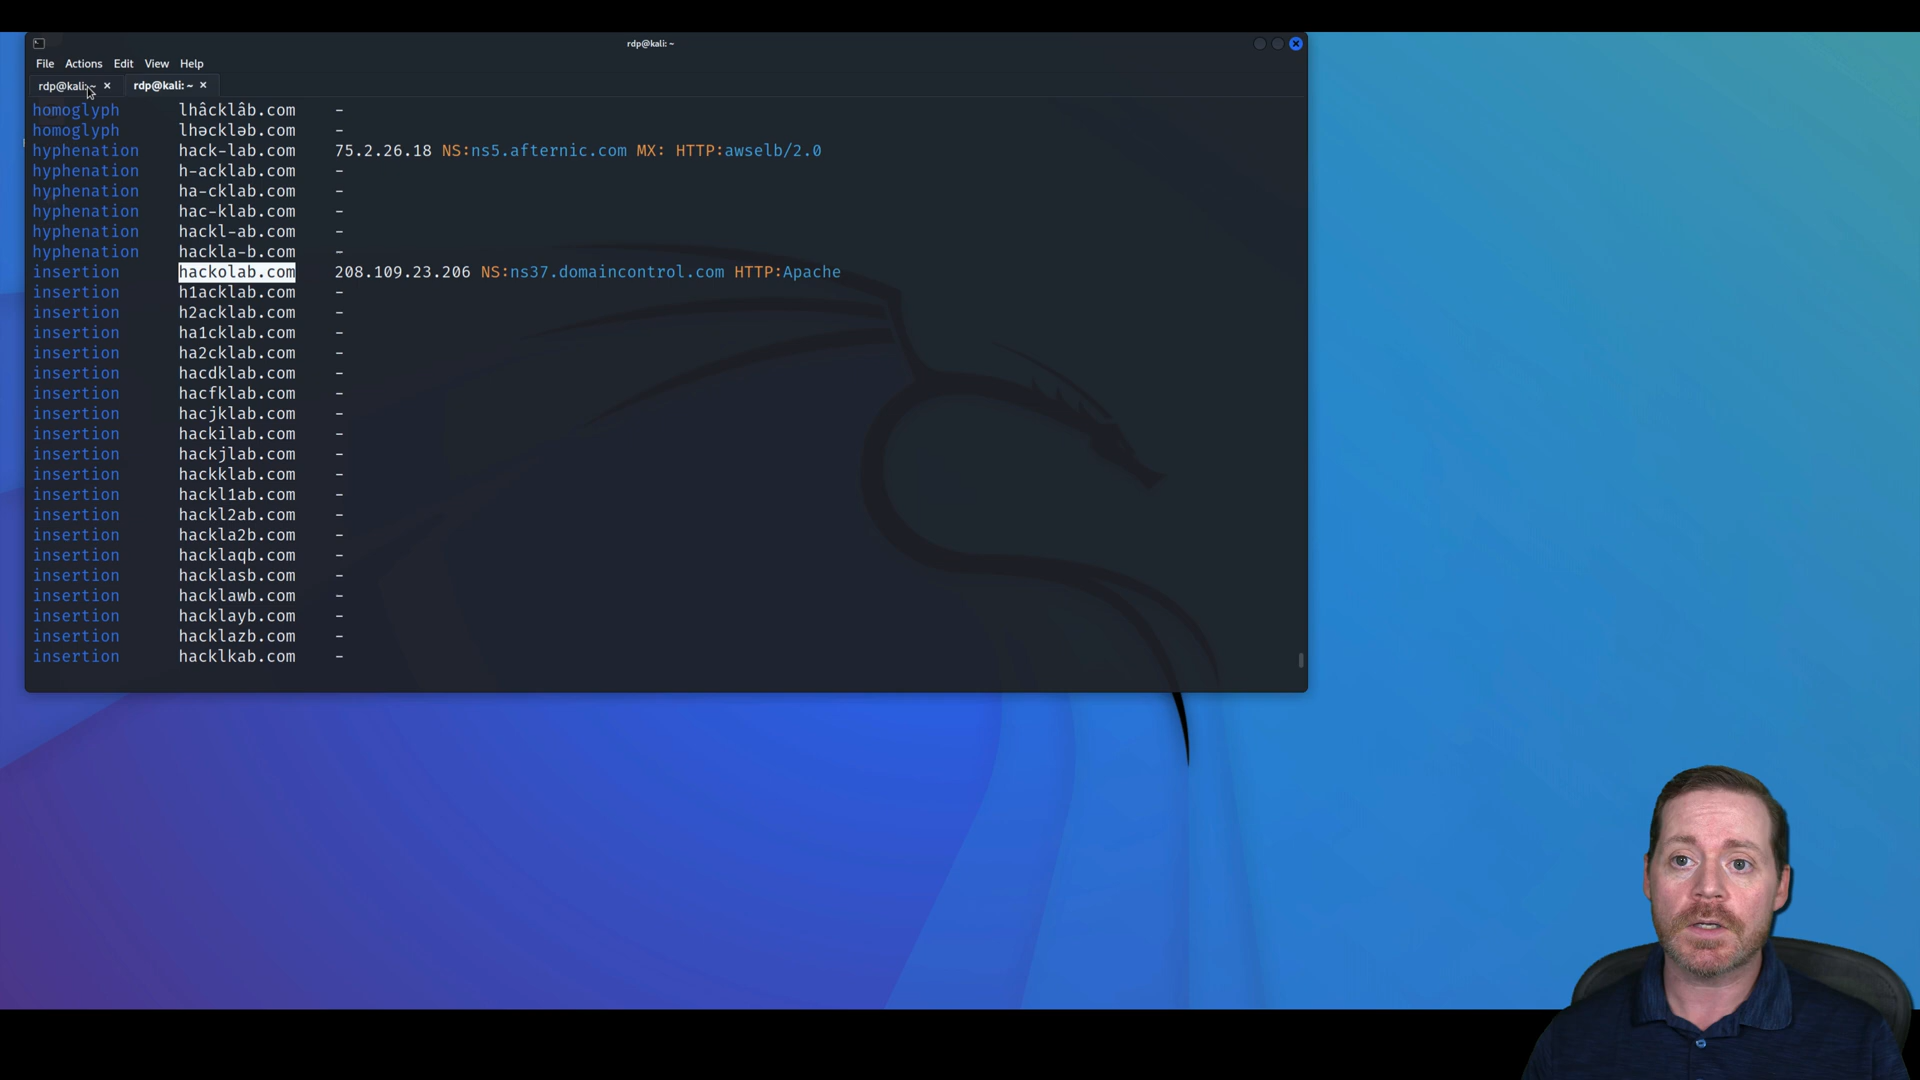 rdp@kali: ~
File Actions Edit View Help
rdp@kali: ~ rdp@kali: ~
homoglyph lhâcklâb.com -
homoglyph lhəckləb.com -
hyphenation hack-lab.com 75.2.26.18 NS:ns5.afternic.com MX: HTTP:awselb/2.0
hyphenation h-acklab.com -
hyphenation ha-cklab.com -
hyphenation hac-klab.com -
hyphenation hackl-ab.com -
hyphenation hackla-b.com -
insertion hackolab.com 208.109.23.206 NS:ns37.domaincontrol.com HTTP:Apache
insertion h1acklab.com -
insertion h2acklab.com -
insertion ha1cklab.com -
insertion ha2cklab.com -
insertion hacdklab.com -
insertion hacfklab.com -
insertion hacjklab.com -
insertion hackilab.com -
insertion hackjlab.com -
insertion hackklab.com -
insertion hackl1ab.com -
insertion hackl2ab.com -
insertion hackla2b.com -
insertion hacklaqb.com -
insertion hacklasb.com -
insertion hacklawb.com -
insertion hacklayb.com -
insertion hacklazb.com -
insertion hacklkab.com -